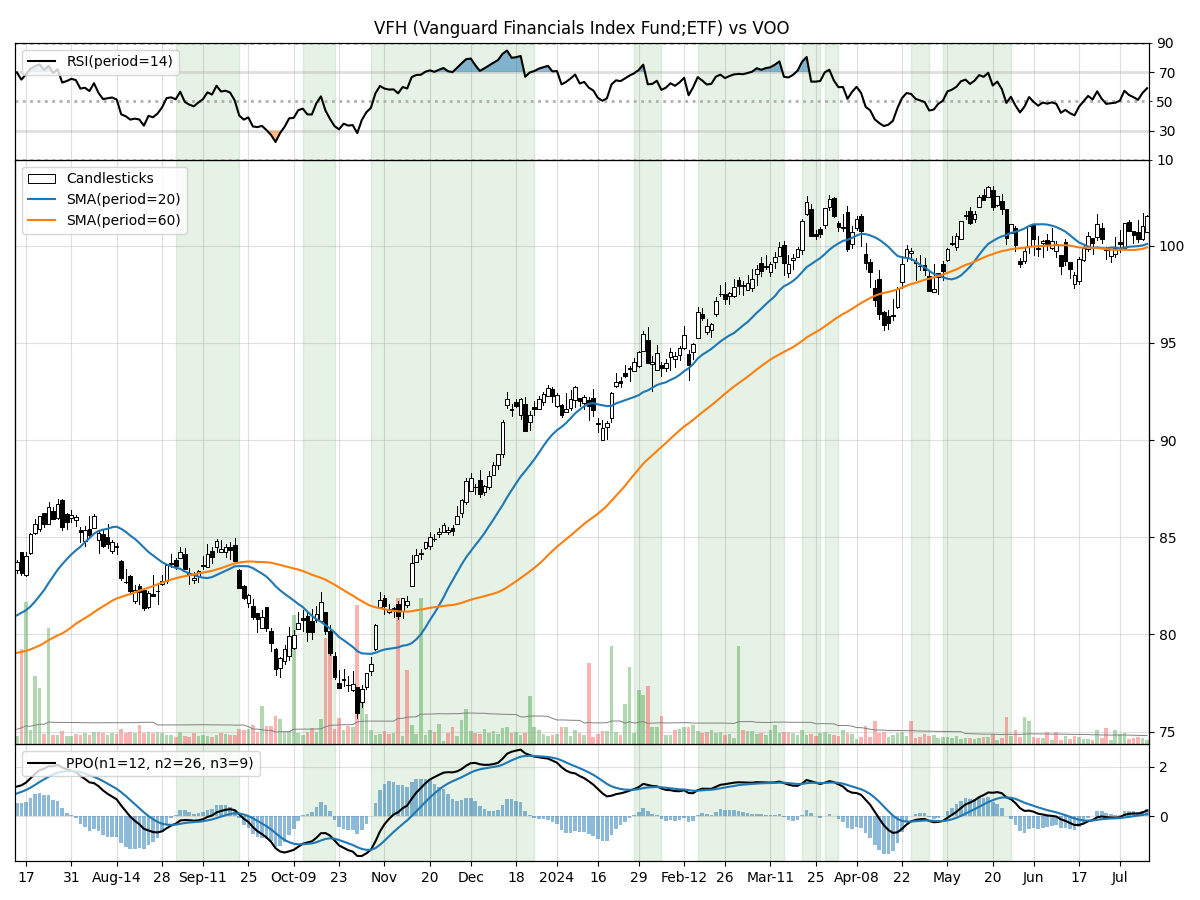 VFH (Vanguard Financials Index Fund;ETF) vs VOO
RSI(period=14)
90
70
50
30
10
Candlesticks
SMA(period=20)
SMA(period=60)
100
95
90
85
80
75
PPO(n1=12, n2=26, n3=9)
2
0
17 31 Aug-14 28 Sep-11 25 Oct-09 23 Nov 20 Dec 18 2024 16 29 Feb-12 26 Mar-11 25 Apr-08 22 May 20 Jun 17 Jul